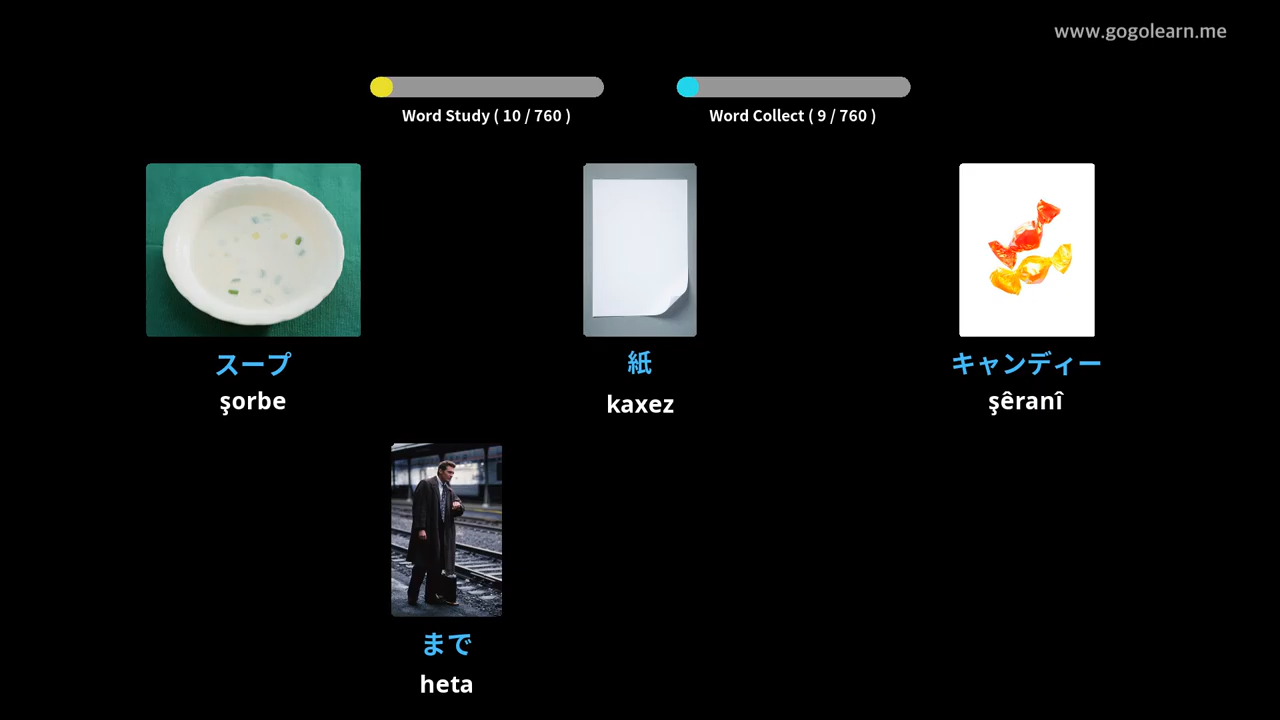 www.gogolearn.me
Word Study ( 10 / 760 )
Word Collect ( 9 / 760 )
スープ
şorbe
紙
kaxez
キャンディー
şêranî
まで
heta